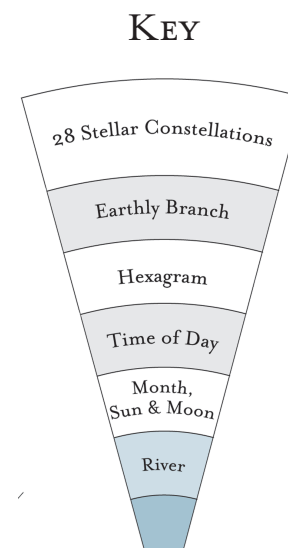 KEY
28 Stellar Constellations
Earthly Branch
Hexagram
Time of Day
Month,
Sun & Moon
River